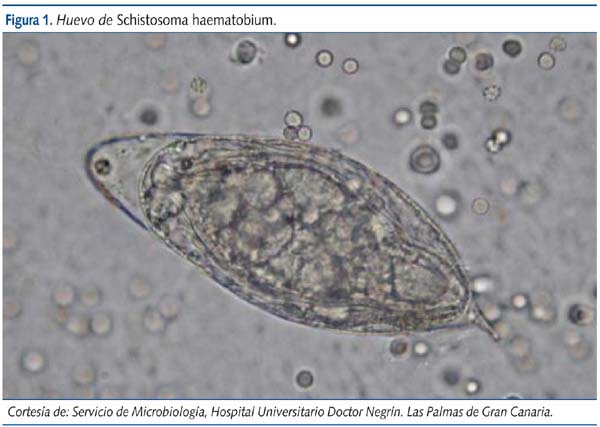 Figura 1. Huevo de Schistosoma haematobium.
Cortesía de: Servicio de Microbiología, Hospital Universitario Doctor Negrín. Las Palmas de Gran Canaria.